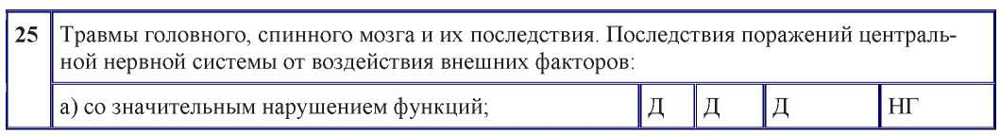 25 Травмы головного, спинного мозга и их последствия. Последствия поражений централь-
ной нервной системы от воздействия внешних факторов:
а) со значительным нарушением функций; Д Д Д НГ